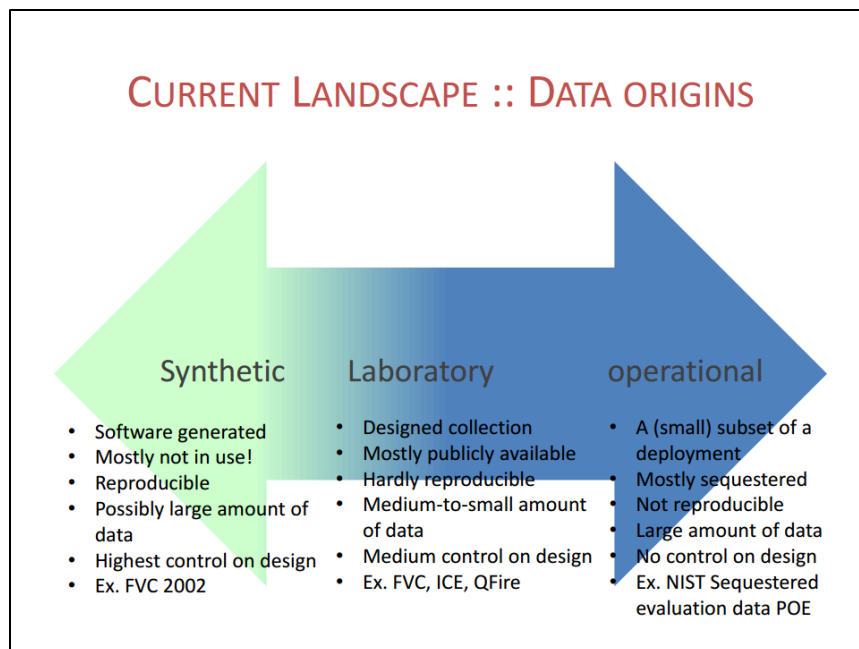 CURRENT LANDSCAPE :: DATA ORIGINS
Synthetic
• Software generated
• Mostly not in use!
• Reproducible
• Possibly large amount of
data
• Highest control on design
• Ex. FVC 2002
Laboratory
• Designed collection
• Mostly publicly available
• Hardly reproducible
• Medium-to-small amount
of data
• Medium control on design
• Ex. FVC, ICE, QFire
operational
• A (small) subset of a
deployment
• Mostly sequestered
• Not reproducible
• Large amount of data
• No control on design
• Ex. NIST Sequestered
evaluation data POE